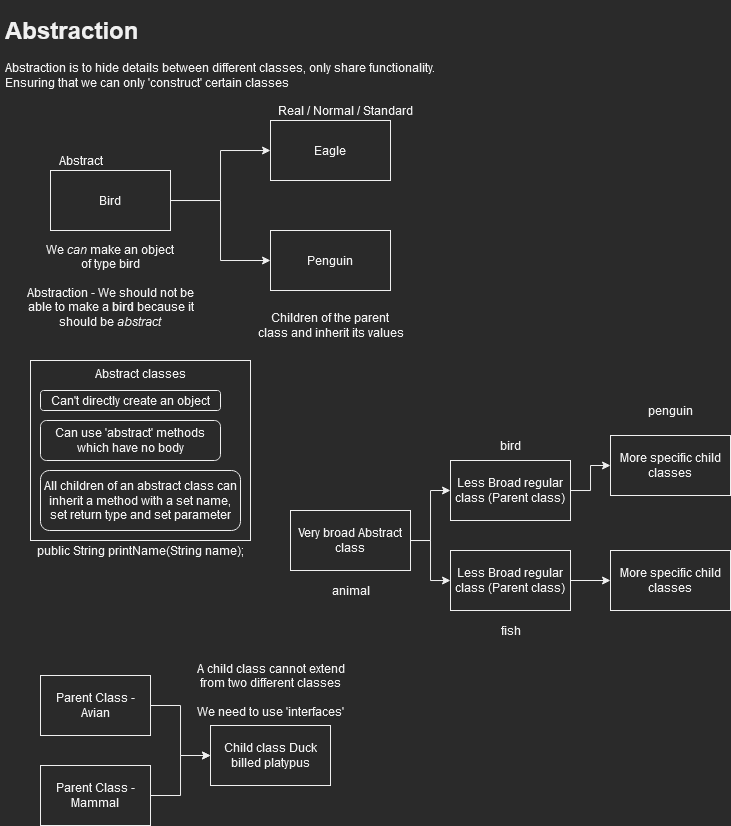 Abstraction
Abstraction is to hide details between different classes, only share functionality.
Ensuring that we can only 'construct' certain classes
Real / Normal / Standard
Eagle
Abstract
Bird
We can make an object
of type bird
Penguin
Abstraction - We should not be
able to make a bird because it
should be abstract
Children of the parent
class and inherit its values
Abstract classes
Can't directly create an object
Can use 'abstract' methods
which have no body
All children of an abstract class can
inherit a method with a set name,
set return type and set parameter
public String printName(String name);
penguin
bird
More specific child
classes
Less Broad regular
class (Parent class)
Very broad Abstract
class
animal
Less Broad regular
class (Parent class)
More specific child
classes
fish
A child class cannot extend
from two different classes
We need to use 'interfaces'
Parent Class -
Avian
Child class Duck
billed platypus
Parent Class -
Mammal